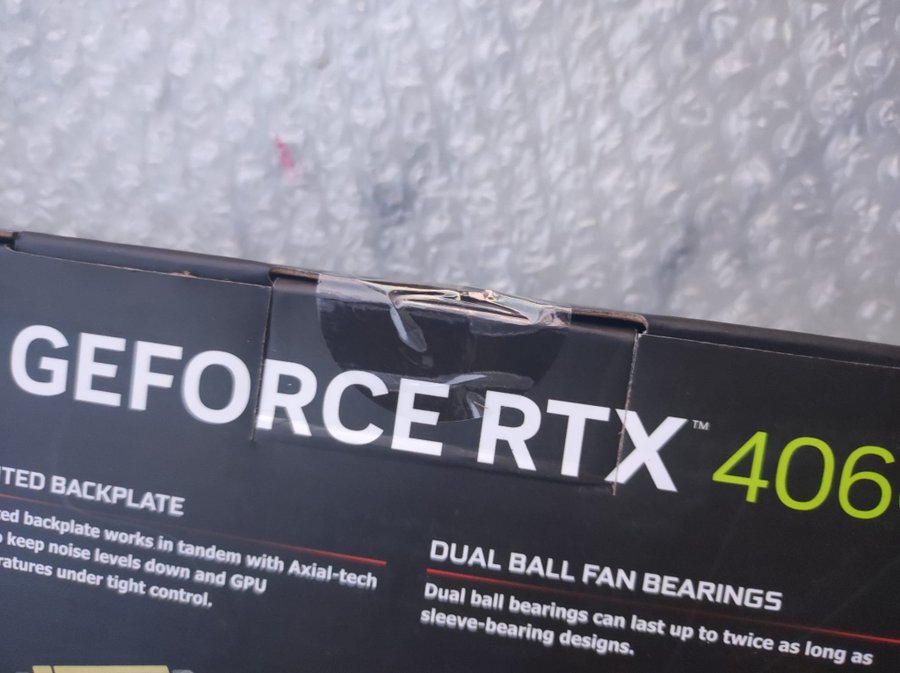 GEFORCE RTX™ 406
TED BACKPLATE
ed backplate works in tandem with Axial-tech
keep noise levels down and GPU
ratures under tight control.
DUAL BALL FAN BEARINGS
Dual ball bearings can last up to twice as long as
sleeve-bearing designs.